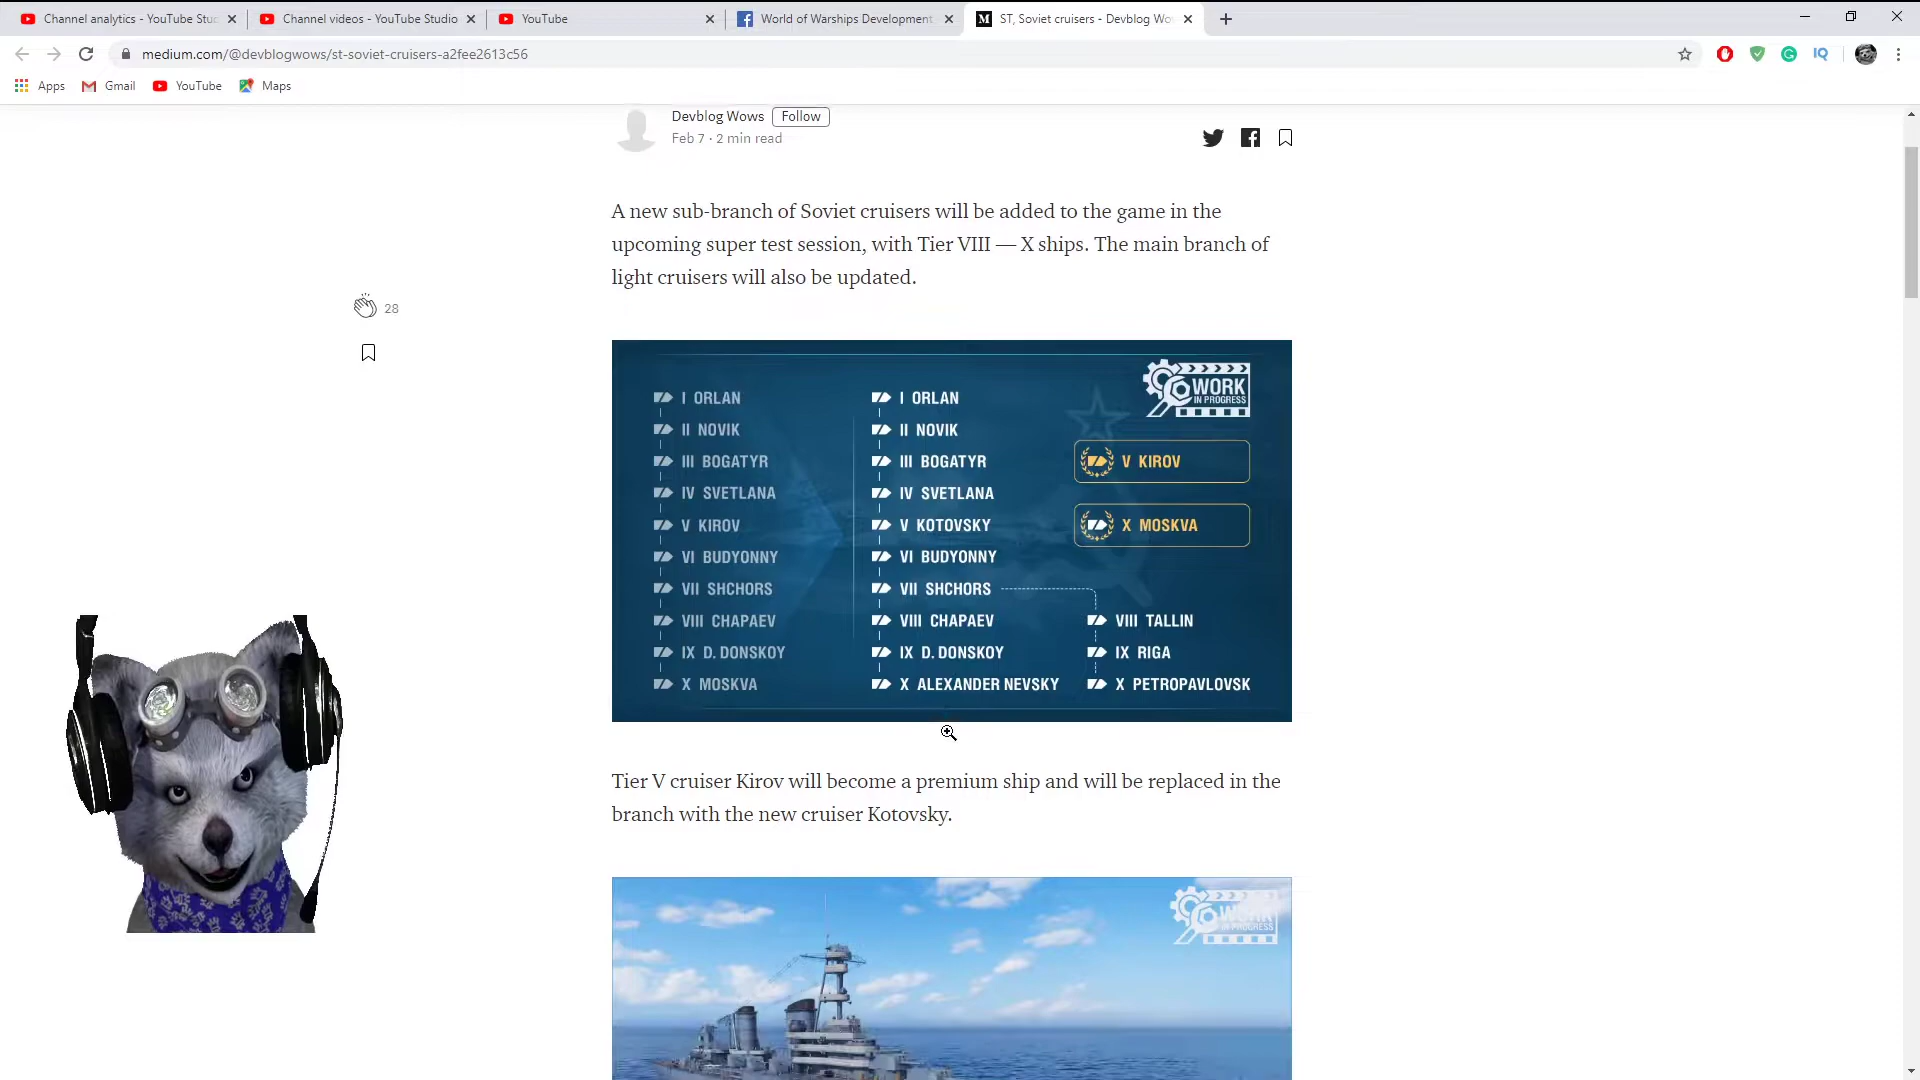 Channel analytics - YouTube Stud
Channel videos - YouTube Studio
YouTube
World of Warships Development
ST, Soviet cruisers - Devblog Wo
medium.com/@devblogwows/st-soviet-cruisers-a2fee2613c56
Apps
Gmail
YouTube
Maps
Devblog Wows
Follow
Feb 7 · 2 min read
A new sub-branch of Soviet cruisers will be added to the game in the
upcoming super test session, with Tier VIII — X ships. The main branch of
light cruisers will also be updated.
28
WORK
IN PROGRESS
I ORLAN
II NOVIK
III BOGATYR
IV SVETLANA
V KIROV
VI BUDYONNY
VII SHCHORS
VIII CHAPAEV
IX D. DONSKOY
X MOSKVA
I ORLAN
II NOVIK
III BOGATYR
IV SVETLANA
V KOTOVSKY
VI BUDYONNY
VII SHCHORS
VIII CHAPAEV
IX D. DONSKOY
X ALEXANDER NEVSKY
V KIROV
X MOSKVA
VIII TALLIN
IX RIGA
X PETROPAVLOVSK
Tier V cruiser Kirov will become a premium ship and will be replaced in the
branch with the new cruiser Kotovsky.
WORK
IN PROGRESS